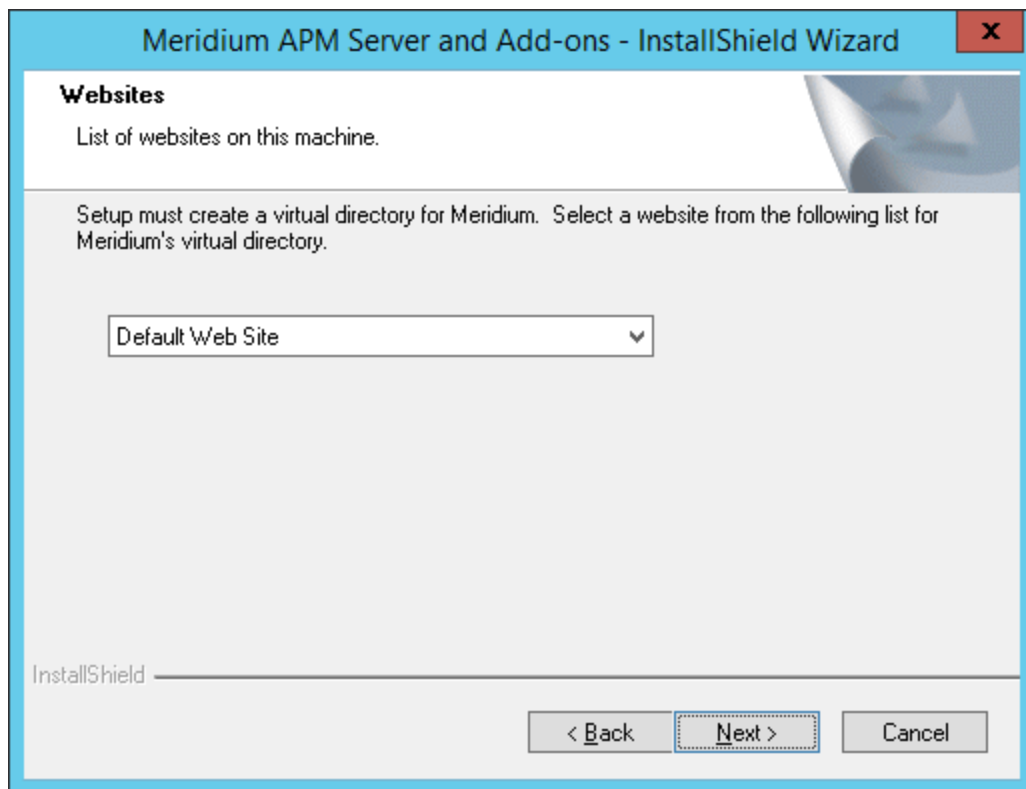 Meridium APM Server and Add-ons - InstallShield Wizard
x
Websites
List of websites on this machine.
Setup must create a virtual directory for Meridium.  Select a website from the following list for
Meridium's virtual directory.
Default Web Site
InstallShield
< Back
Next >
Cancel